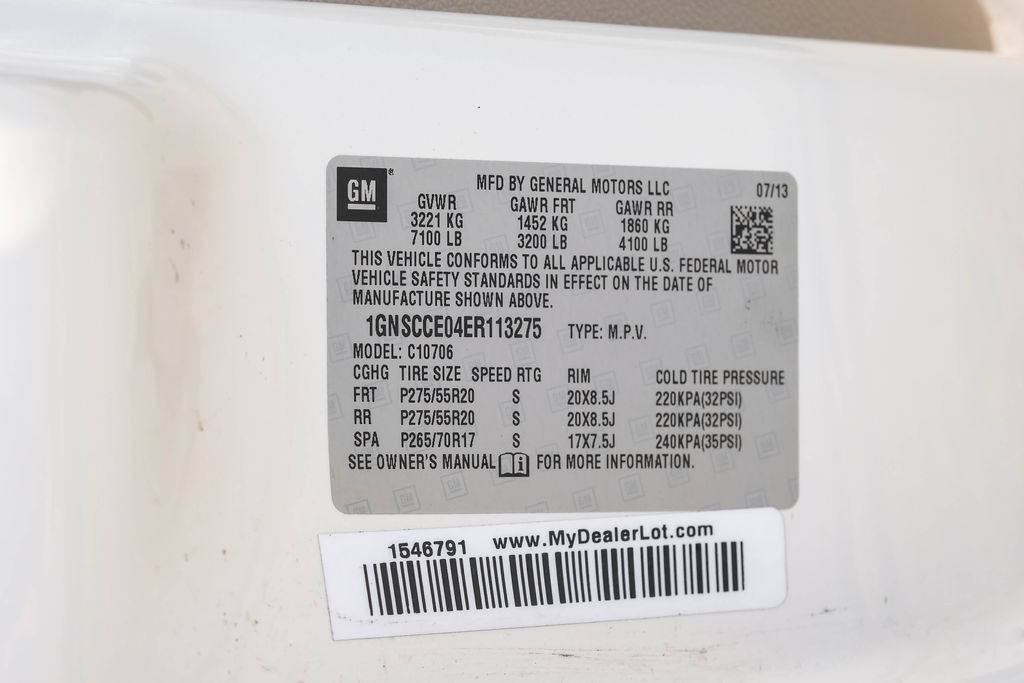 GM
MFD BY GENERAL MOTORS LLC 07/13
GVWR GAWR FRT GAWR RR
3221 KG 1452 KG 1860 KG
7100 LB 3200 LB 4100 LB
THIS VEHICLE CONFORMS TO ALL APPLICABLE U.S. FEDERAL MOTOR
VEHICLE SAFETY STANDARDS IN EFFECT ON THE DATE OF
MANUFACTURE SHOWN ABOVE.
1GNSCCE04ER113275 TYPE: M.P.V.
MODEL: C10706
CGHG TIRE SIZE SPEED RTG RIM COLD TIRE PRESSURE
FRT P275/55R20 S 20X8.5J 220KPA(32PSI)
RR P275/55R20 S 20X8.5J 220KPA(32PSI)
SPA P265/70R17 S 17X7.5J 240KPA(35PSI)
SEE OWNER'S MANUAL FOR MORE INFORMATION.
1546791 www.MyDealerLot.com